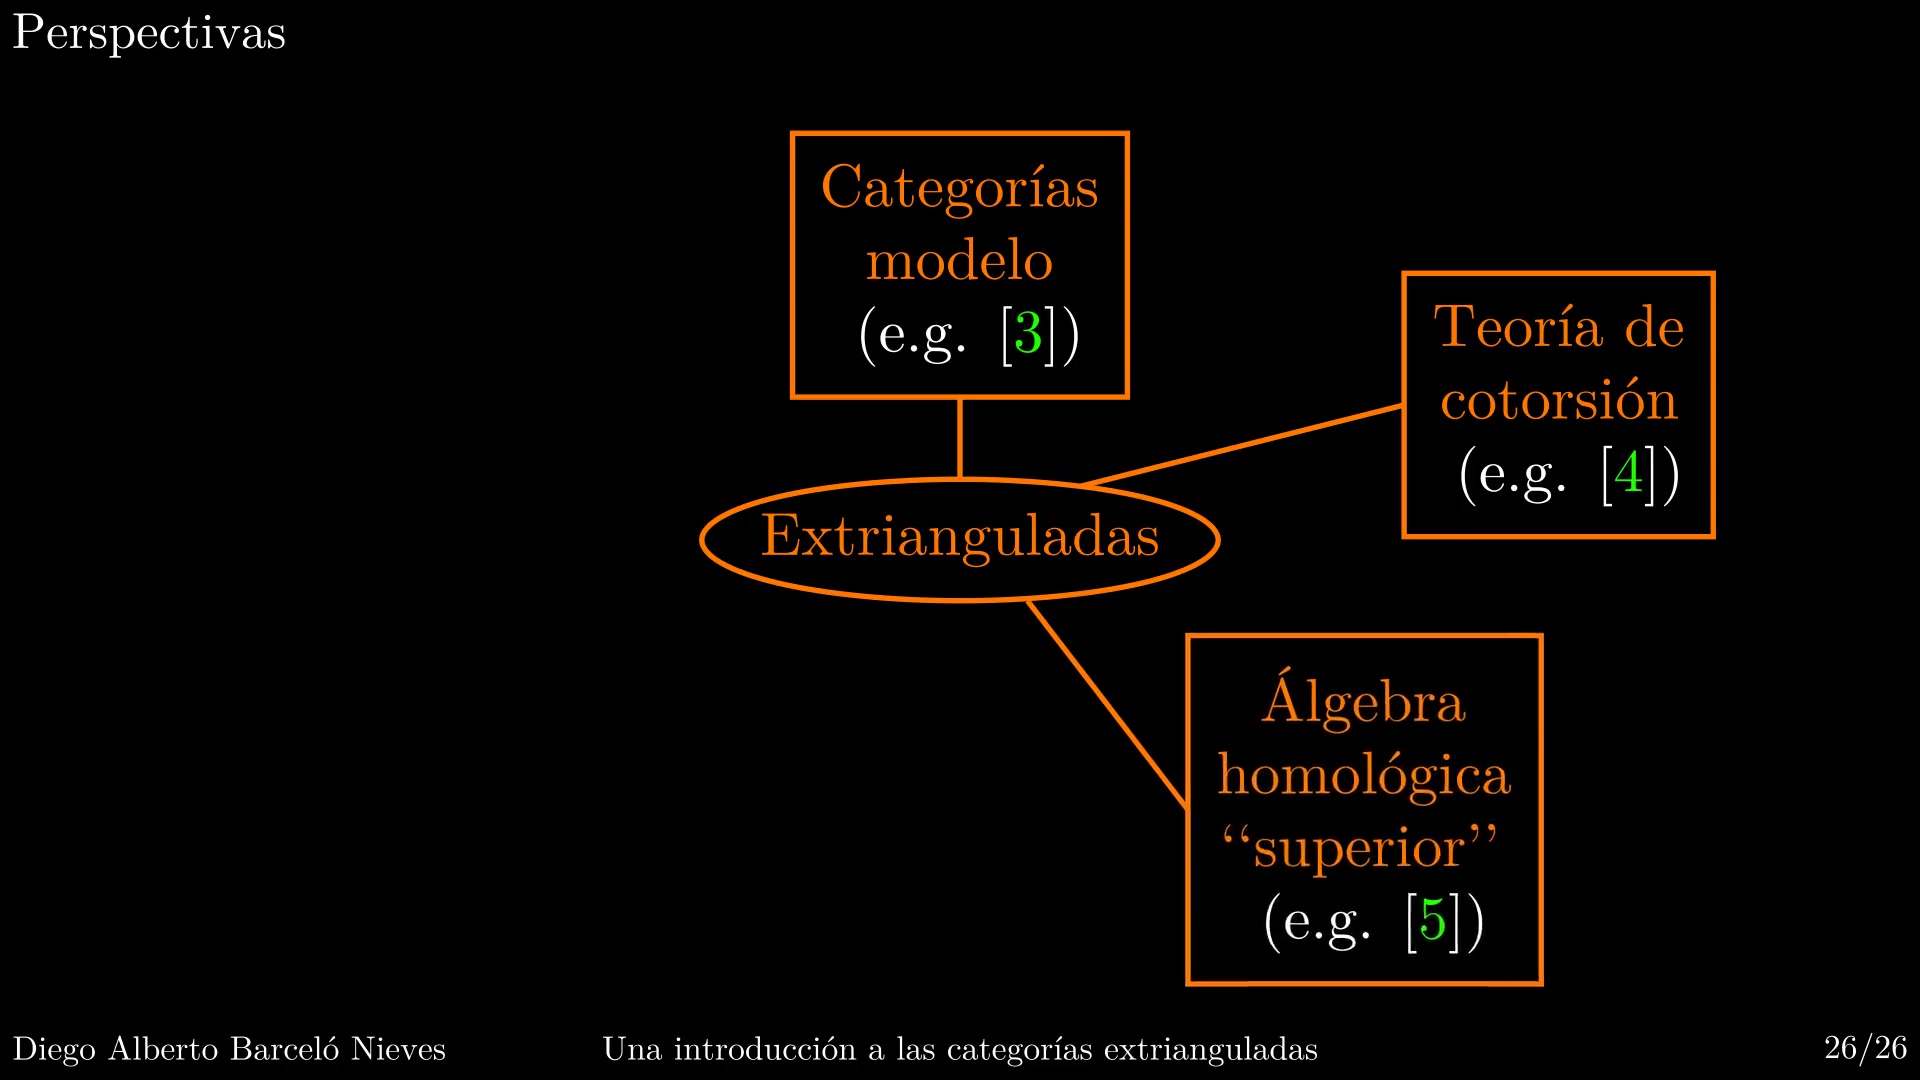 Perspectivas
Categorías
modelo
(e.g. [3])
Teoría de
cotorsión
(e.g. [4])
Extrianguladas
Álgebra
homológica
“superior”
(e.g. [5])
Diego Alberto Barceló Nieves
Una introducción a las categorías extrianguladas
26/26